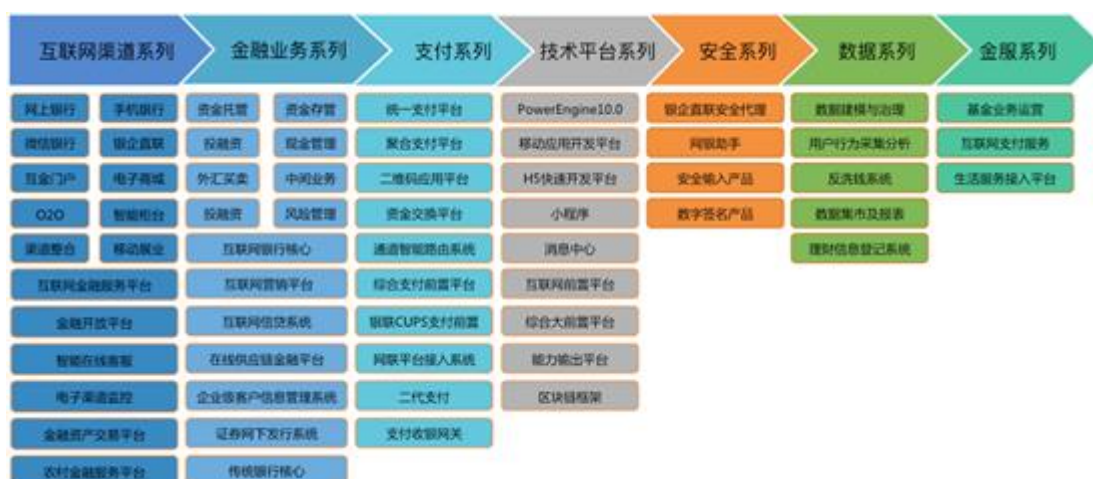 互联网渠道系列
金融业务系列
支付系列
技术平台系列
安全系列
数据系列
金服系列
网上银行
手机银行
微信银行
银企直联
互金门户
电子商城
O2O
智能柜台
渠道整合
移动展业
互联网金融服务平台
金融开放平台
智能在线客服
电子渠道监控
金融资产交易平台
农村金融服务平台
资金托管
资金存管
投融资
现金管理
外汇买卖
中间业务
投融资
风险管理
互联网银行核心
互联网营销平台
互联网信贷系统
在线供应链金融平台
企业级客户信息管理系统
证券网下发行系统
传统银行核心
统一支付平台
聚合支付平台
二维码应用平台
资金交换平台
通道智能路由系统
综合支付前置平台
银联CUPS支付前置
网联平台接入系统
二代支付
支付收银网关
PowerEngine10.0
移动应用开发平台
H5快速开发平台
小程序
消息中心
互联网前置平台
综合大前置平台
能力输出平台
区块链框架
银企直联安全代理
网银助手
安全输入产品
数字签名产品
数据建模与治理
用户行为采集分析
反洗钱系统
数据集市及报表
理财信息登记系统
基金业务运营
互联网支付服务
生活服务接入平台